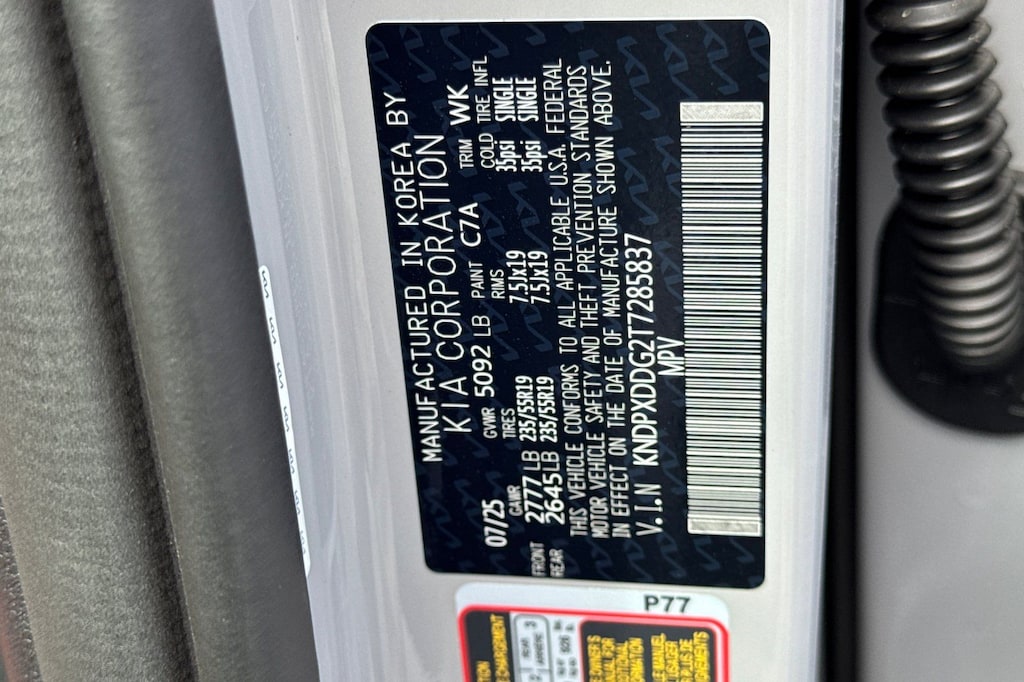 MANUFACTURED IN KOREA BY
KIA CORPORATION
07/25 GVWR 5092 LB PAINT C7A TRIM WK
GAWR TIRES RIMS COLD TIRE INFL
FRONT 2777 LB 235/55R19 7.5Jx19 35psi SINGLE
REAR 2645LB 235/55R19 7.5Jx19 35psi SINGLE
THIS VEHICLE CONFORMS TO ALL APPLICABLE U.S.A. FEDERAL
MOTOR VEHICLE SAFETY AND THEFT PREVENTION STANDARDS
IN EFFECT ON THE DATE OF MANUFACTURE SHOWN ABOVE.
V.I.N KNDPXDDG2T7285837
MPV
P77